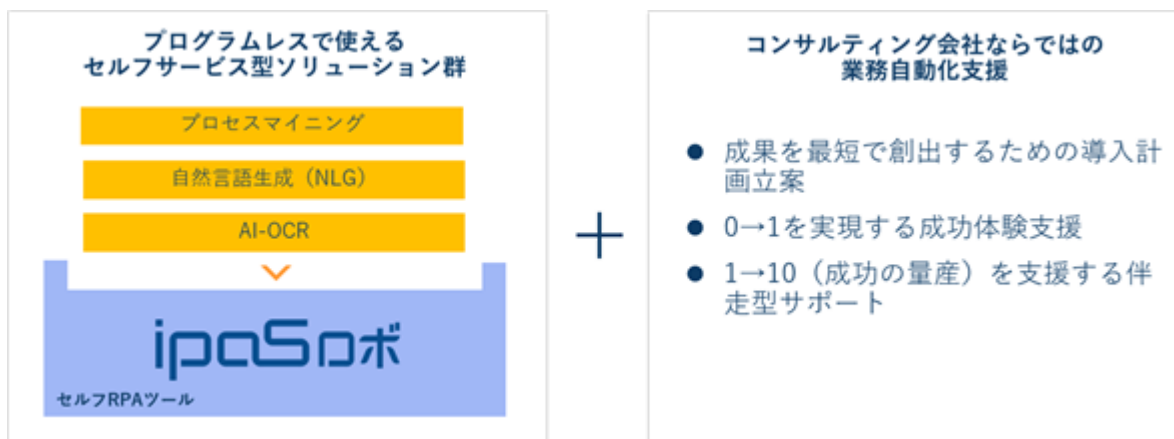 プログラムレスで使える
セルフサービス型ソリューション群
プロセスマイニング
自然言語生成（NLG）
AI-OCR
ipaSロボ
セルフRPAツール
+
コンサルティング会社ならではの
業務自動化支援
● 成果を最短で創出するための導入計
画立案
● 0→1を実現する成功体験支援
● 1→10（成功の量産）を支援する伴
走型サポート